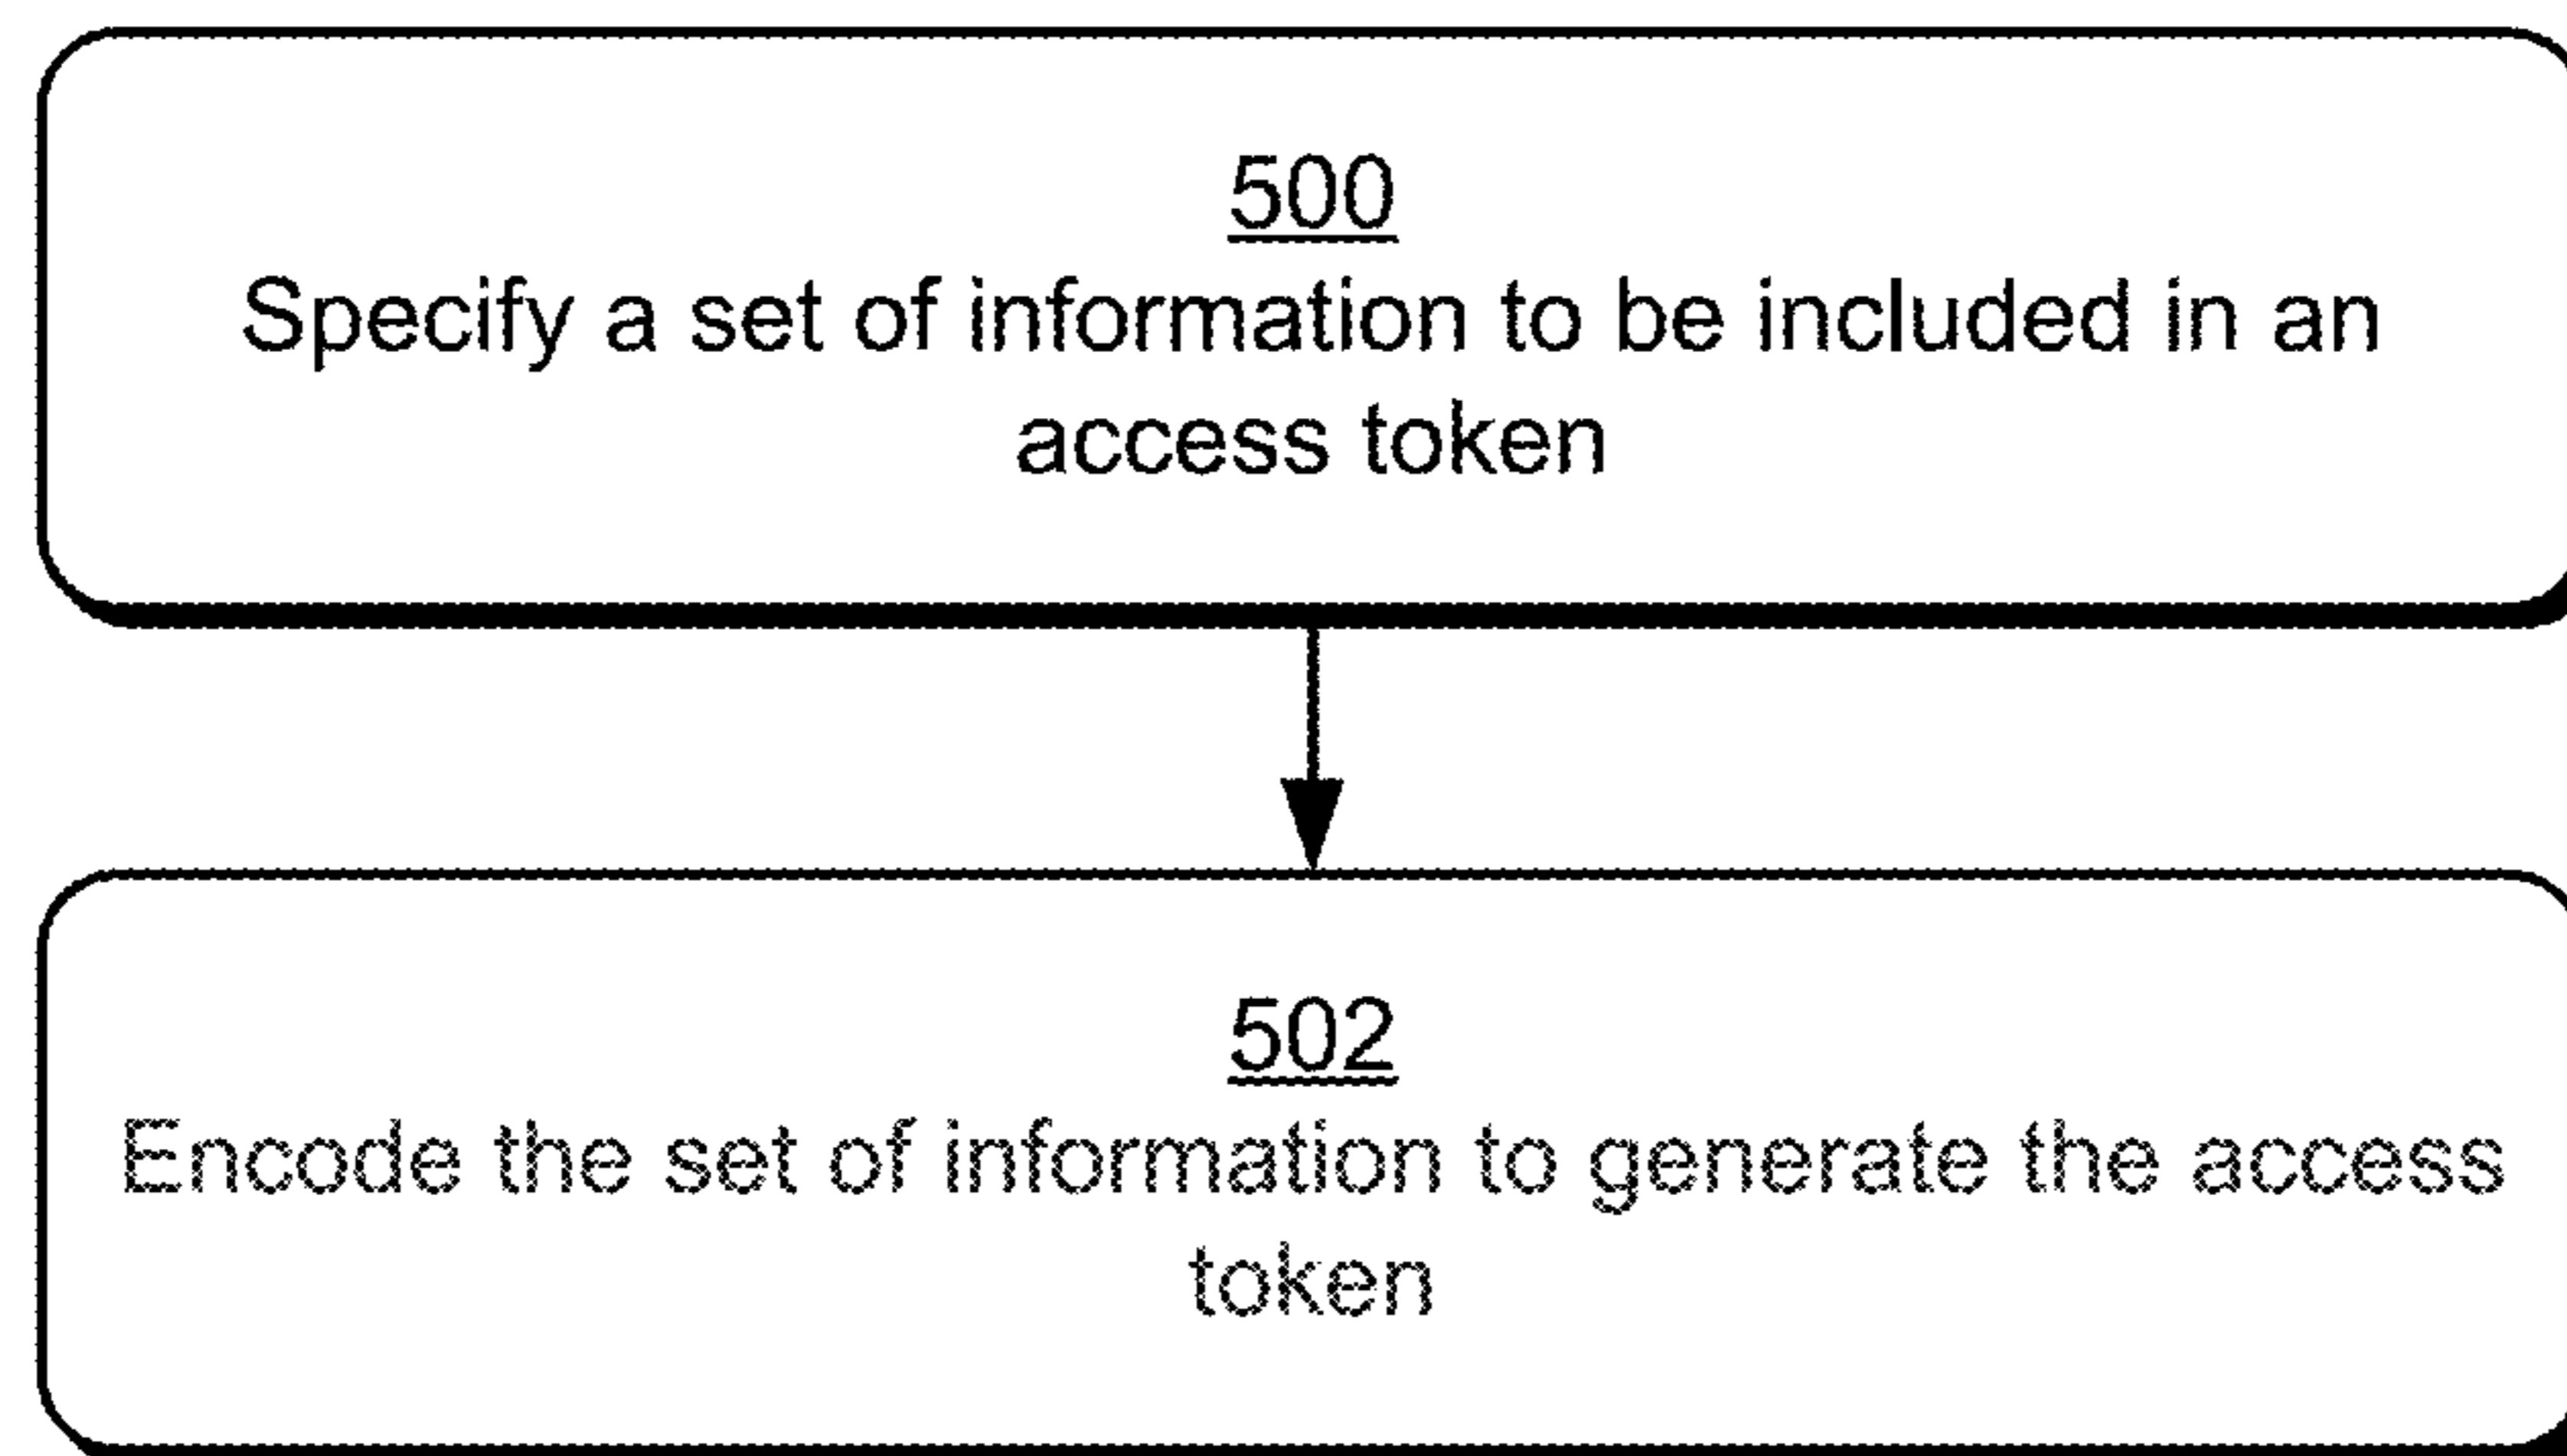 500
Specify a set of information to be included in an
access token
502
Encode the set of information to generate the access
token